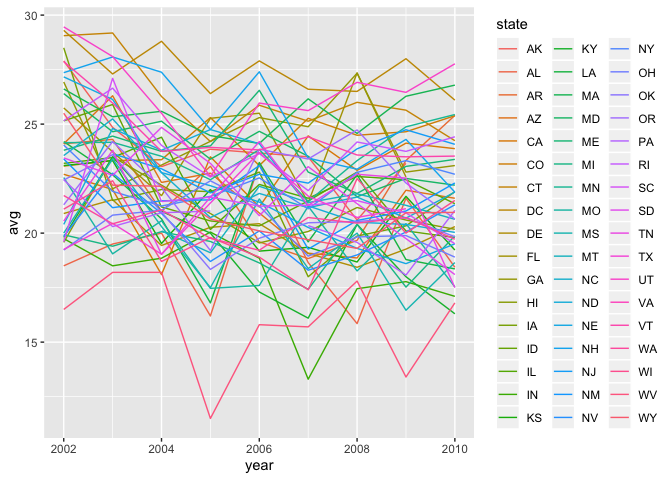 state
30
25
20
15
avg
2002
2004
2006
2008
2010
year
AK KY NY
AL LA OH
AR MA OK
AZ MD OR
CA ME PA
CO MI RI
CT MN SC
DC MO SD
DE MS TN
FL MT TX
GA NC UT
HI ND VA
IA NE VT
ID NH WA
IL NJ WI
IN NM WV
KS NV WY